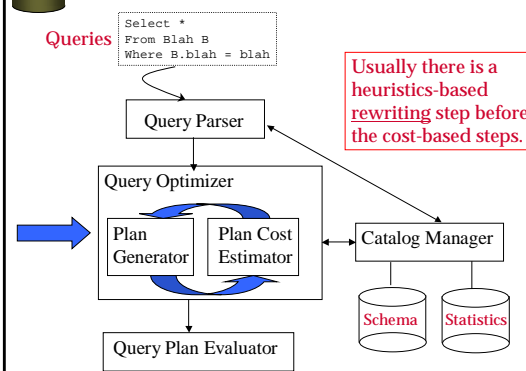 Queries
Select *
From Blah B
Where B.blah = blah
Usually there is a
heuristics-based
rewriting step before
the cost-based steps.
Query Parser
Query Optimizer
Plan
Generator
Plan Cost
Estimator
Catalog Manager
Schema
Statistics
Query Plan Evaluator